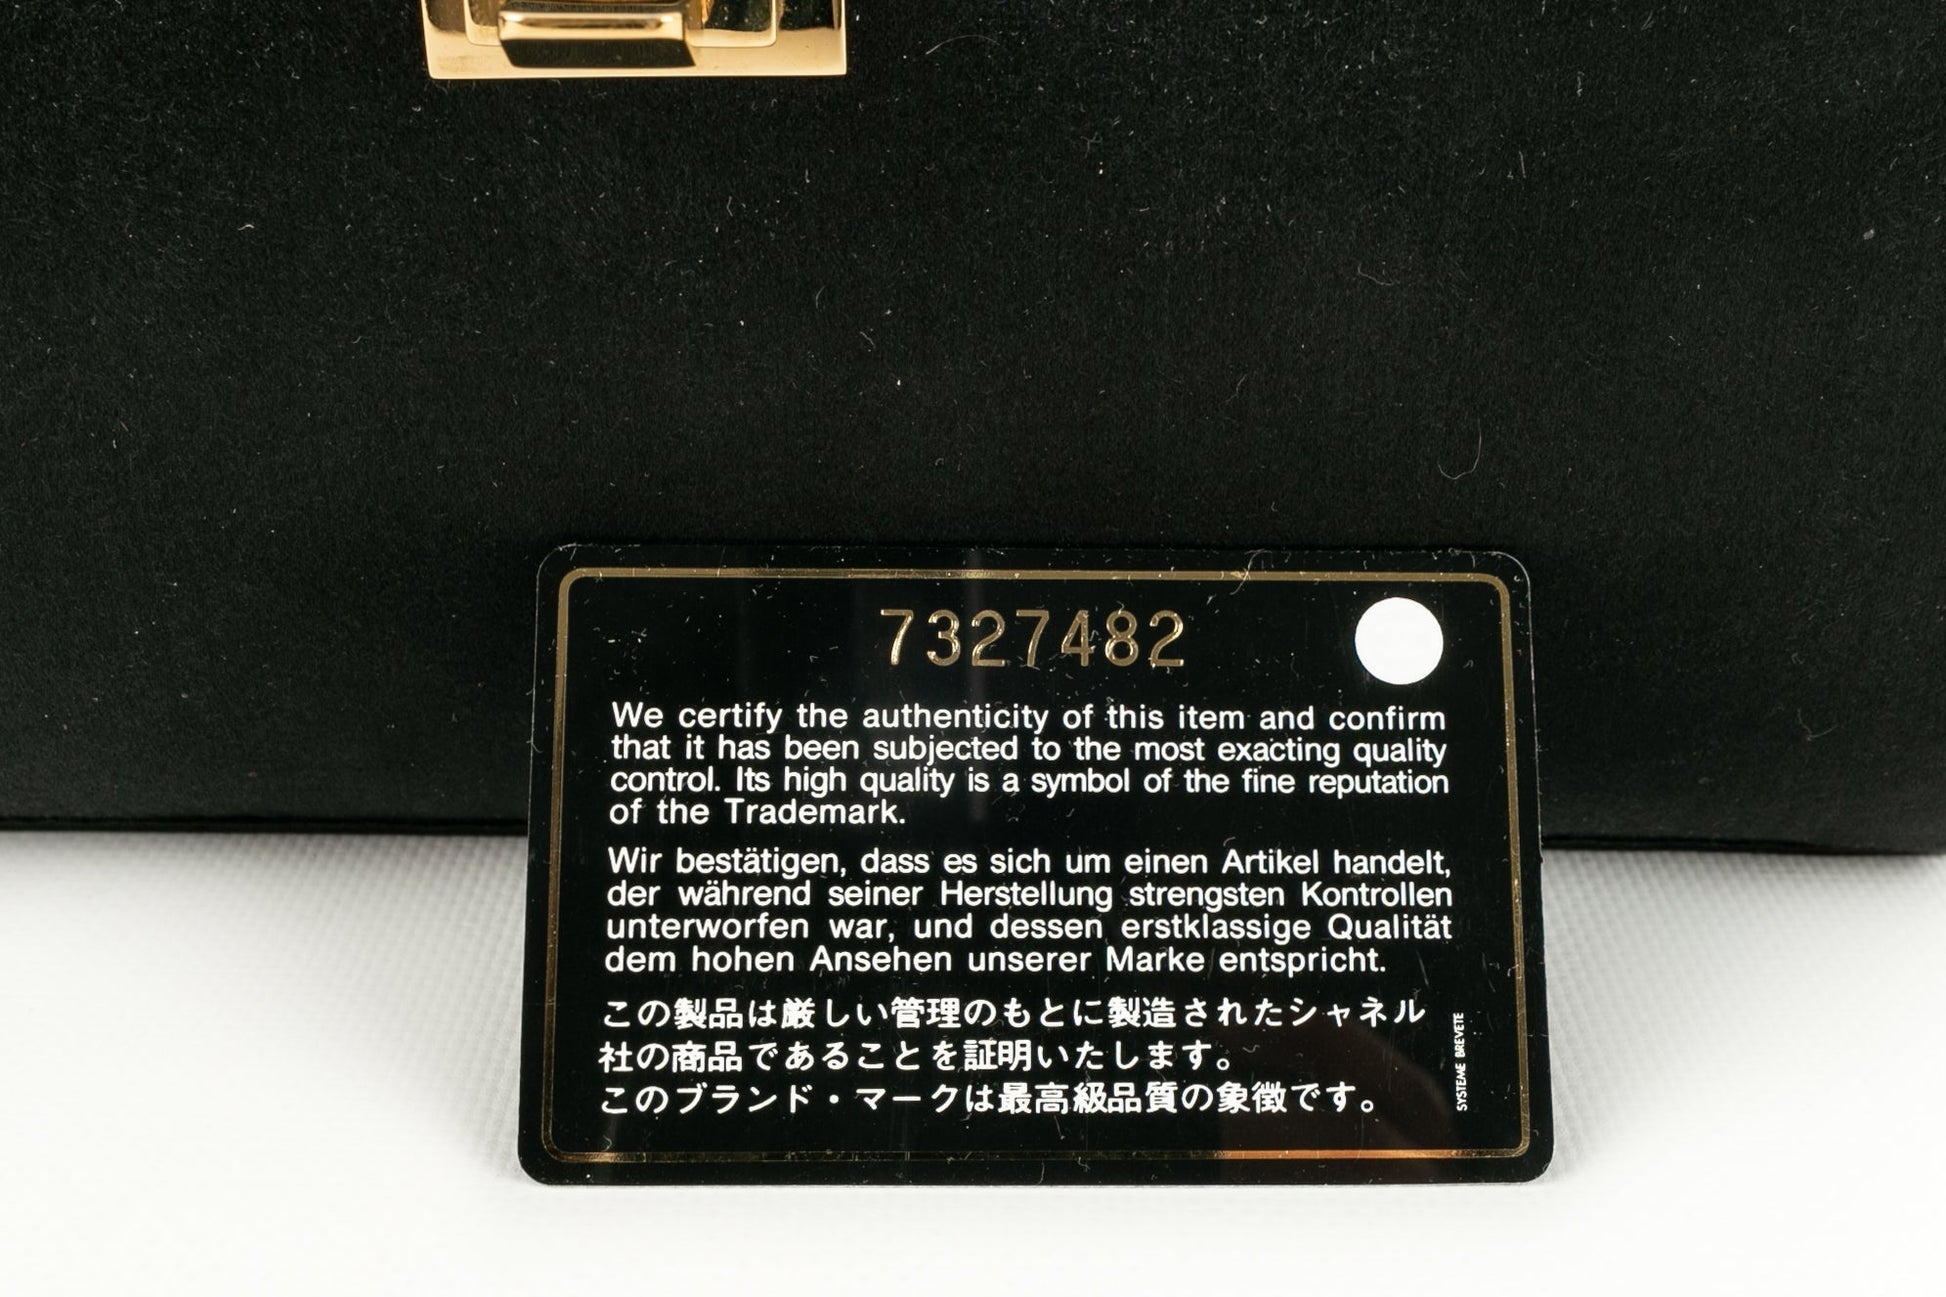 7327482
We certify the authenticity of this item and confirm
that it has been subjected to the most exacting quality
control. Its high quality is a symbol of the fine reputation
of the Trademark.
Wir bestätigen, dass es sich um einen Artikel handelt,
der während seiner Herstellung strengsten Kontrollen
unterworfen war, und dessen erstklassige Qualität
dem hohen Ansehen unserer Marke entspricht.
この製品は厳しい管理のもとに製造されたシャネル
社の商品であることを証明いたします。
このブランド・マークは最高級品質の象徴です。
SYSTEME BREVETE